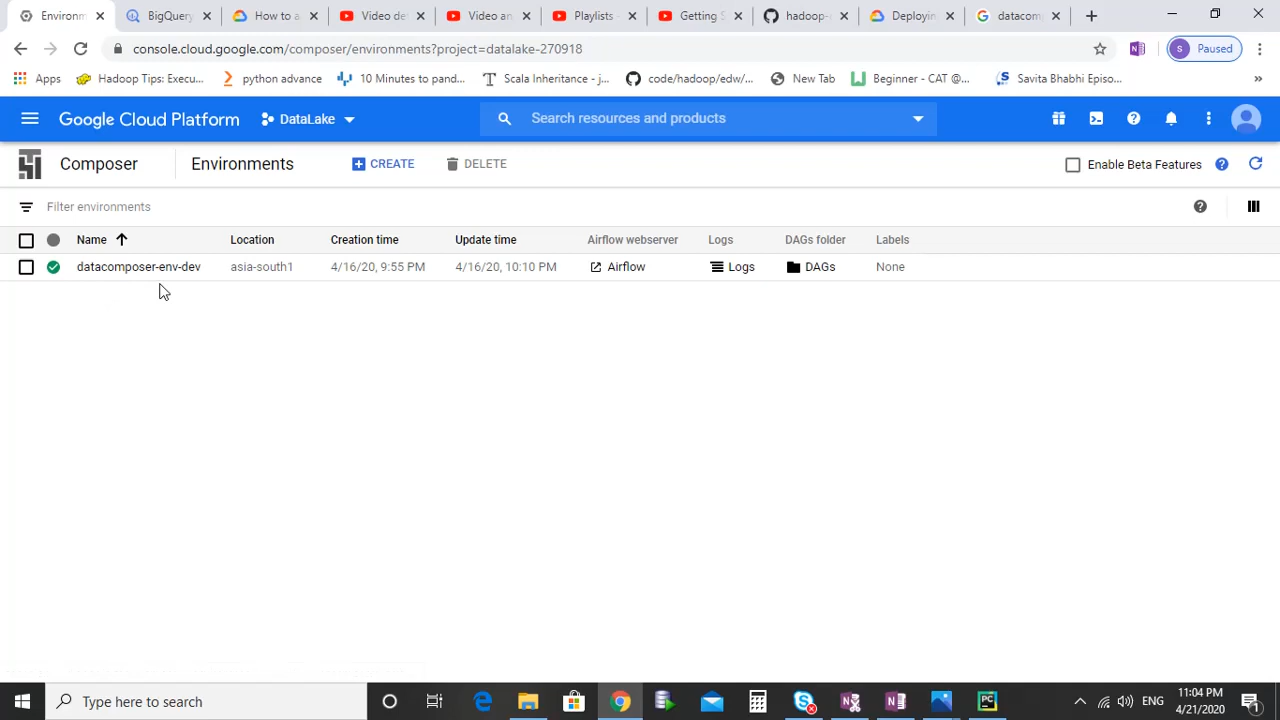 Environm
BigQuery
How to a
Video de
Video an
Playlists -
Getting S
hadoop-c
Deployin
datacom
console.cloud.google.com/composer/environments?project=datalake-270918
S Paused
Apps
Hadoop Tips: Execu...
python advance
10 Minutes to pand...
Scala Inheritance - j...
code/hadoop/edw/...
New Tab
Beginner - CAT @...
Savita Bhabhi Episo...
»
Google Cloud Platform
DataLake
Search resources and products
Composer
Environments
CREATE
DELETE
Enable Beta Features
Filter environments
Name Location Creation time Update time Airflow webserver Logs DAGs folder Labels
datacomposer-env-dev asia-south1 4/16/20, 9:55 PM 4/16/20, 10:10 PM Airflow Logs DAGs None
Type here to search
ENG
11:04 PM
4/21/2020
1